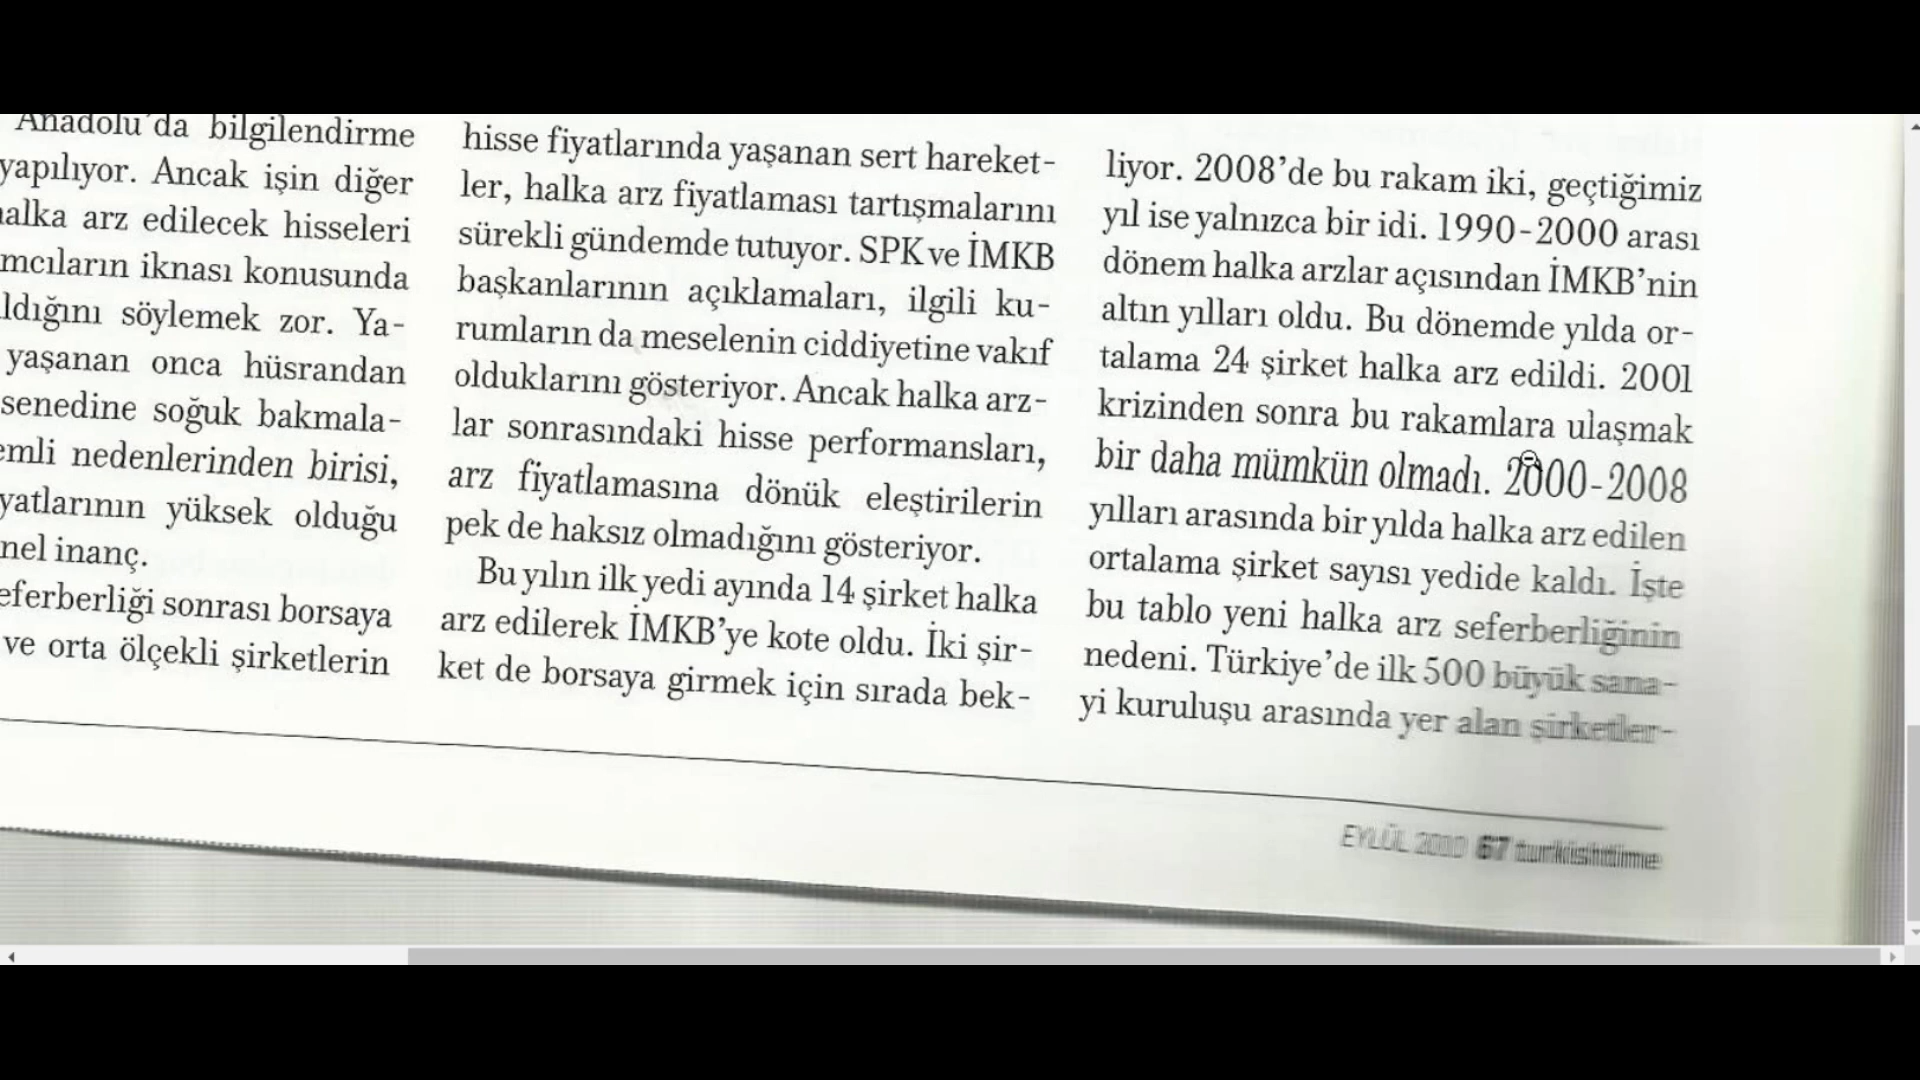 Anadolu'da bilgilendirme
yapılıyor. Ancak işin diğer
halka arz edilecek hisseleri
mcıların iknası konusunda
ldığını söylemek zor. Ya-
yaşanan onca hüsrandan
senedine soğuk bakmala-
emli nedenlerinden birisi,
yatlarının yüksek olduğu
nel inanç.
eferberliği sonrası borsaya
ve orta ölçekli şirketlerin
hisse fiyatlarında yaşanan sert hareket-
ler, halka arz fiyatlaması tartışmalarını
sürekli gündemde tutuyor. SPK ve İMKB
başkanlarının açıklamaları, ilgili ku-
rumların da meselenin ciddiyetine vakıf
olduklarını gösteriyor. Ancak halka arz-
lar sonrasındaki hisse performansları,
arz fiyatlamasına dönük eleştirilerin
pek de haksız olmadığını gösteriyor.
Bu yılın ilk yedi ayında 14 şirket halka
arz edilerek İMKB'ye kote oldu. İki şir-
ket de borsaya girmek için sırada bek-
liyor. 2008'de bu rakam iki, geçtiğimiz
yıl ise yalnızca bir idi. 1990-2000 arası
dönem halka arzlar açısından İMKB'nin
altın yılları oldu. Bu dönemde yılda or-
talama 24 şirket halka arz edildi. 2001
krizinden sonra bu rakamlara ulaşmak
bir daha mümkün olmadı. 2000-2008
yılları arasında bir yılda halka arz edilen
ortalama şirket sayısı yedide kaldı. İşte
bu tablo yeni halka arz seferberliğinin
nedeni. Türkiye'de ilk 500 büyük sana-
yi kuruluşu arasında yer alan şirketler-
EYLÜL 2010 67 turkishtime